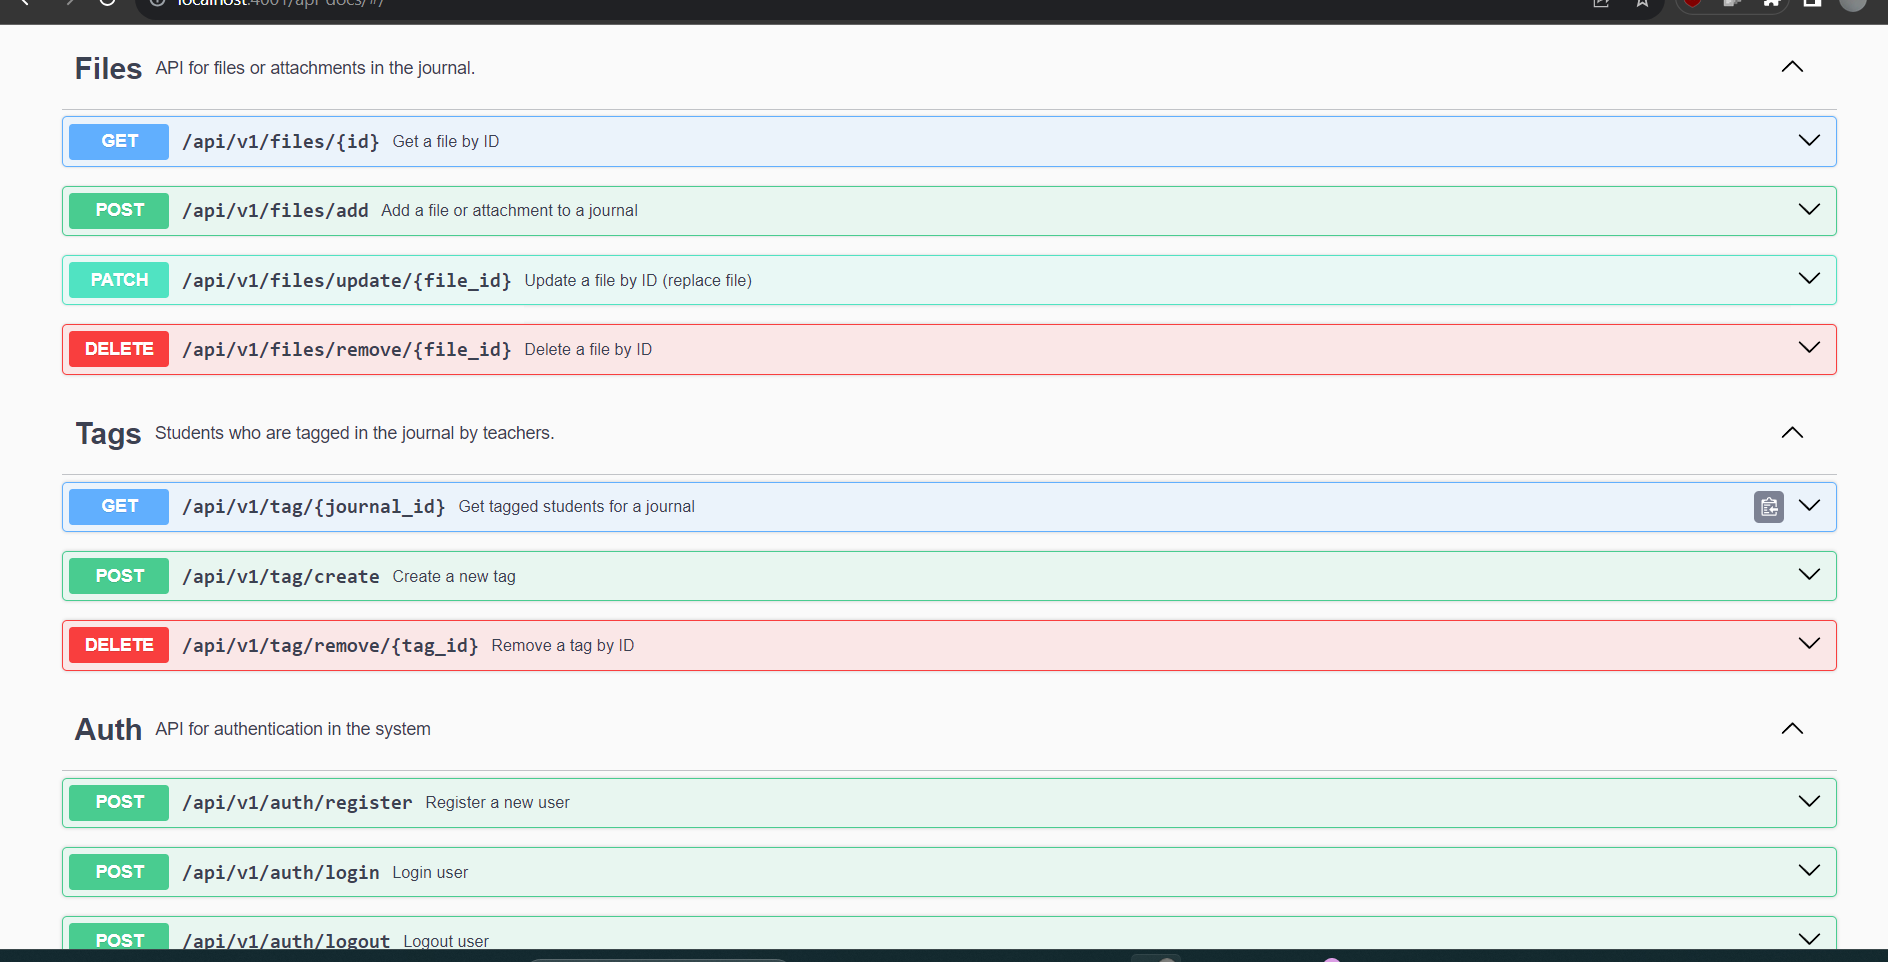 localhost:4001/api-docs/#/
Files API for files or attachments in the journal.
GET /api/v1/files/{id} Get a file by ID
POST /api/v1/files/add Add a file or attachment to a journal
PATCH /api/v1/files/update/{file_id} Update a file by ID (replace file)
DELETE /api/v1/files/remove/{file_id} Delete a file by ID
Tags Students who are tagged in the journal by teachers.
GET /api/v1/tag/{journal_id} Get tagged students for a journal
POST /api/v1/tag/create Create a new tag
DELETE /api/v1/tag/remove/{tag_id} Remove a tag by ID
Auth API for authentication in the system
POST /api/v1/auth/register Register a new user
POST /api/v1/auth/login Login user
POST /api/v1/auth/logout Logout user